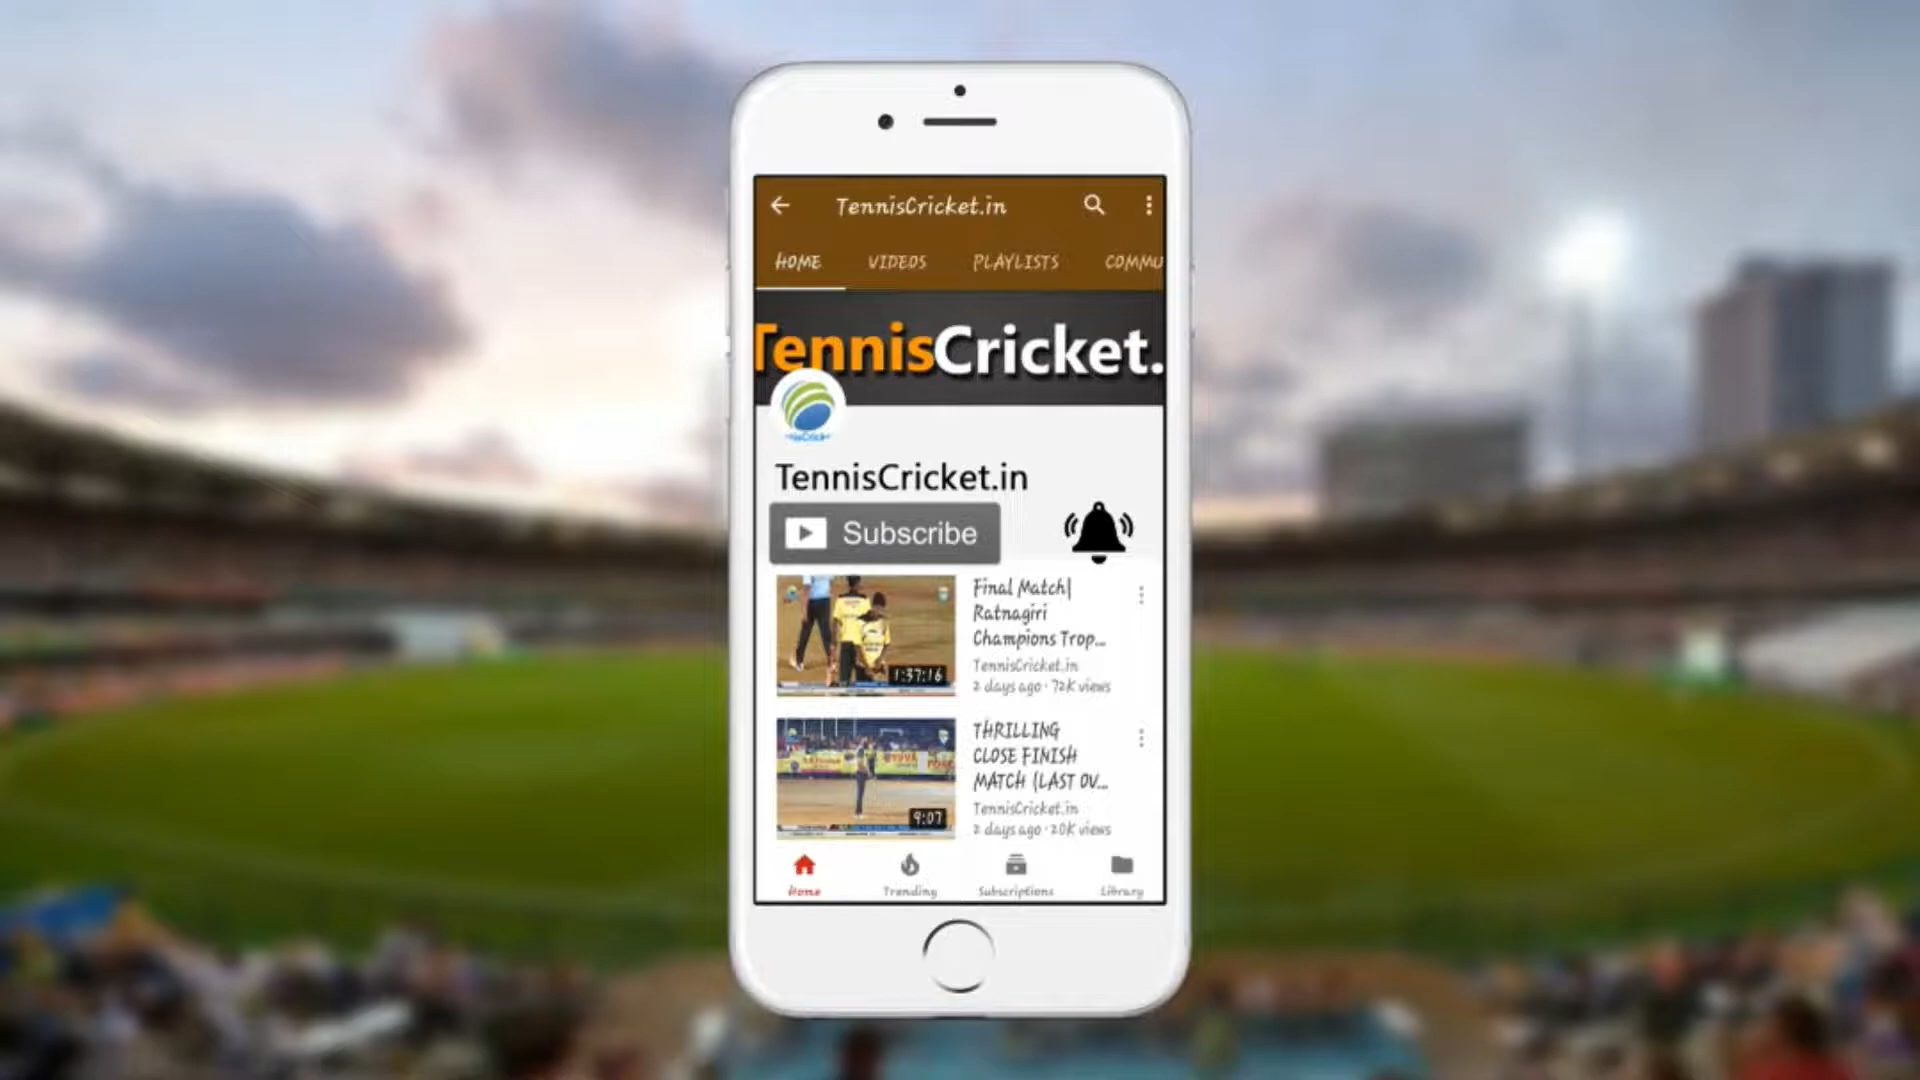 TennisCricket.in
HOME VIDEOS PLAYLISTS COMMU
TennisCricket.
TennisCricket.in
Subscribe
Final Match|
Ratnagiri
Champions Trop...
TennisCricket.in
2 days ago · 72K views
1:37:16
THRILLING
CLOSE FINISH
MATCH (LAST OV...
TennisCricket.in
2 days ago · 20K views
9:07
Home Trending Subscriptions Library